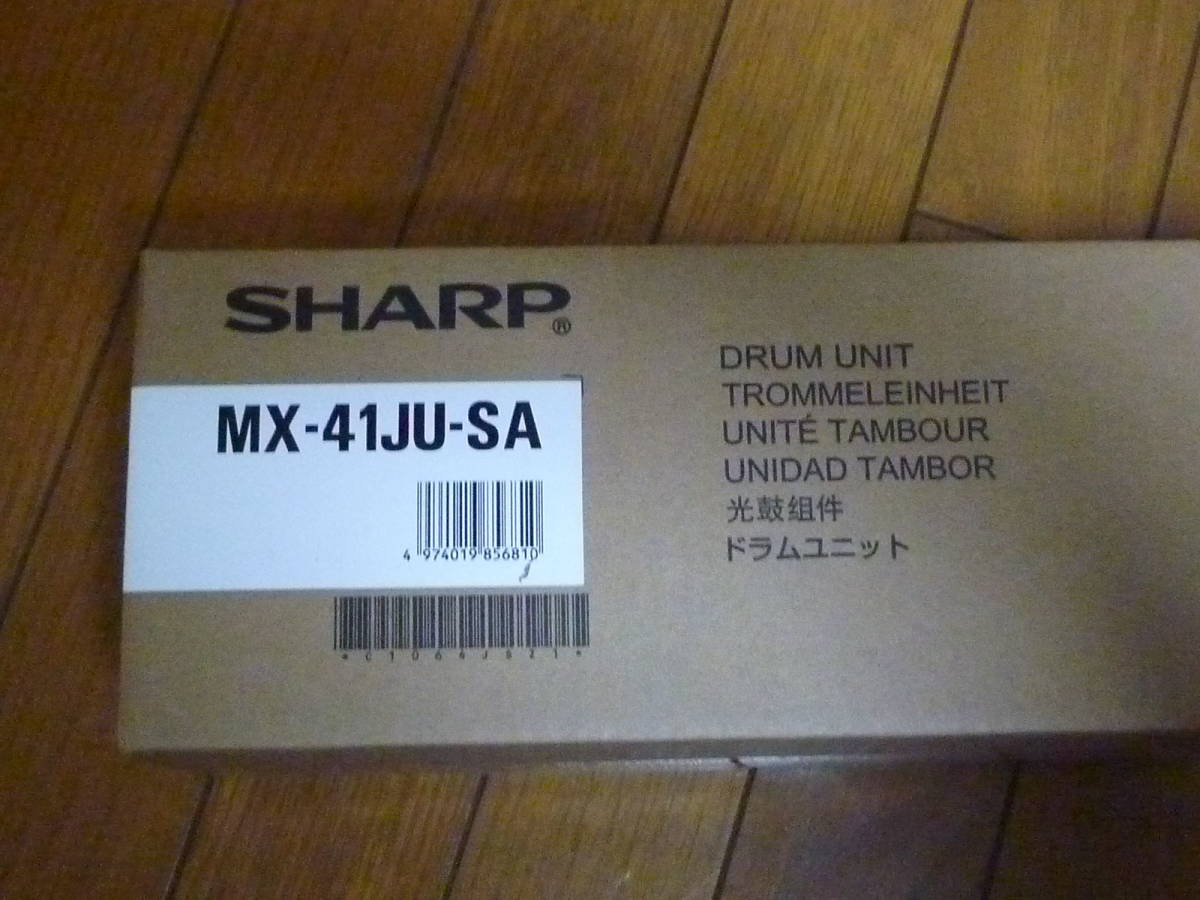 SHARP®
MX-41JU-SA
4 974019 856810
DRUM UNIT
TROMMELEINHEIT
UNITÉ TAMBOUR
UNIDAD TAMBOR
光鼓组件
ドラムユニット